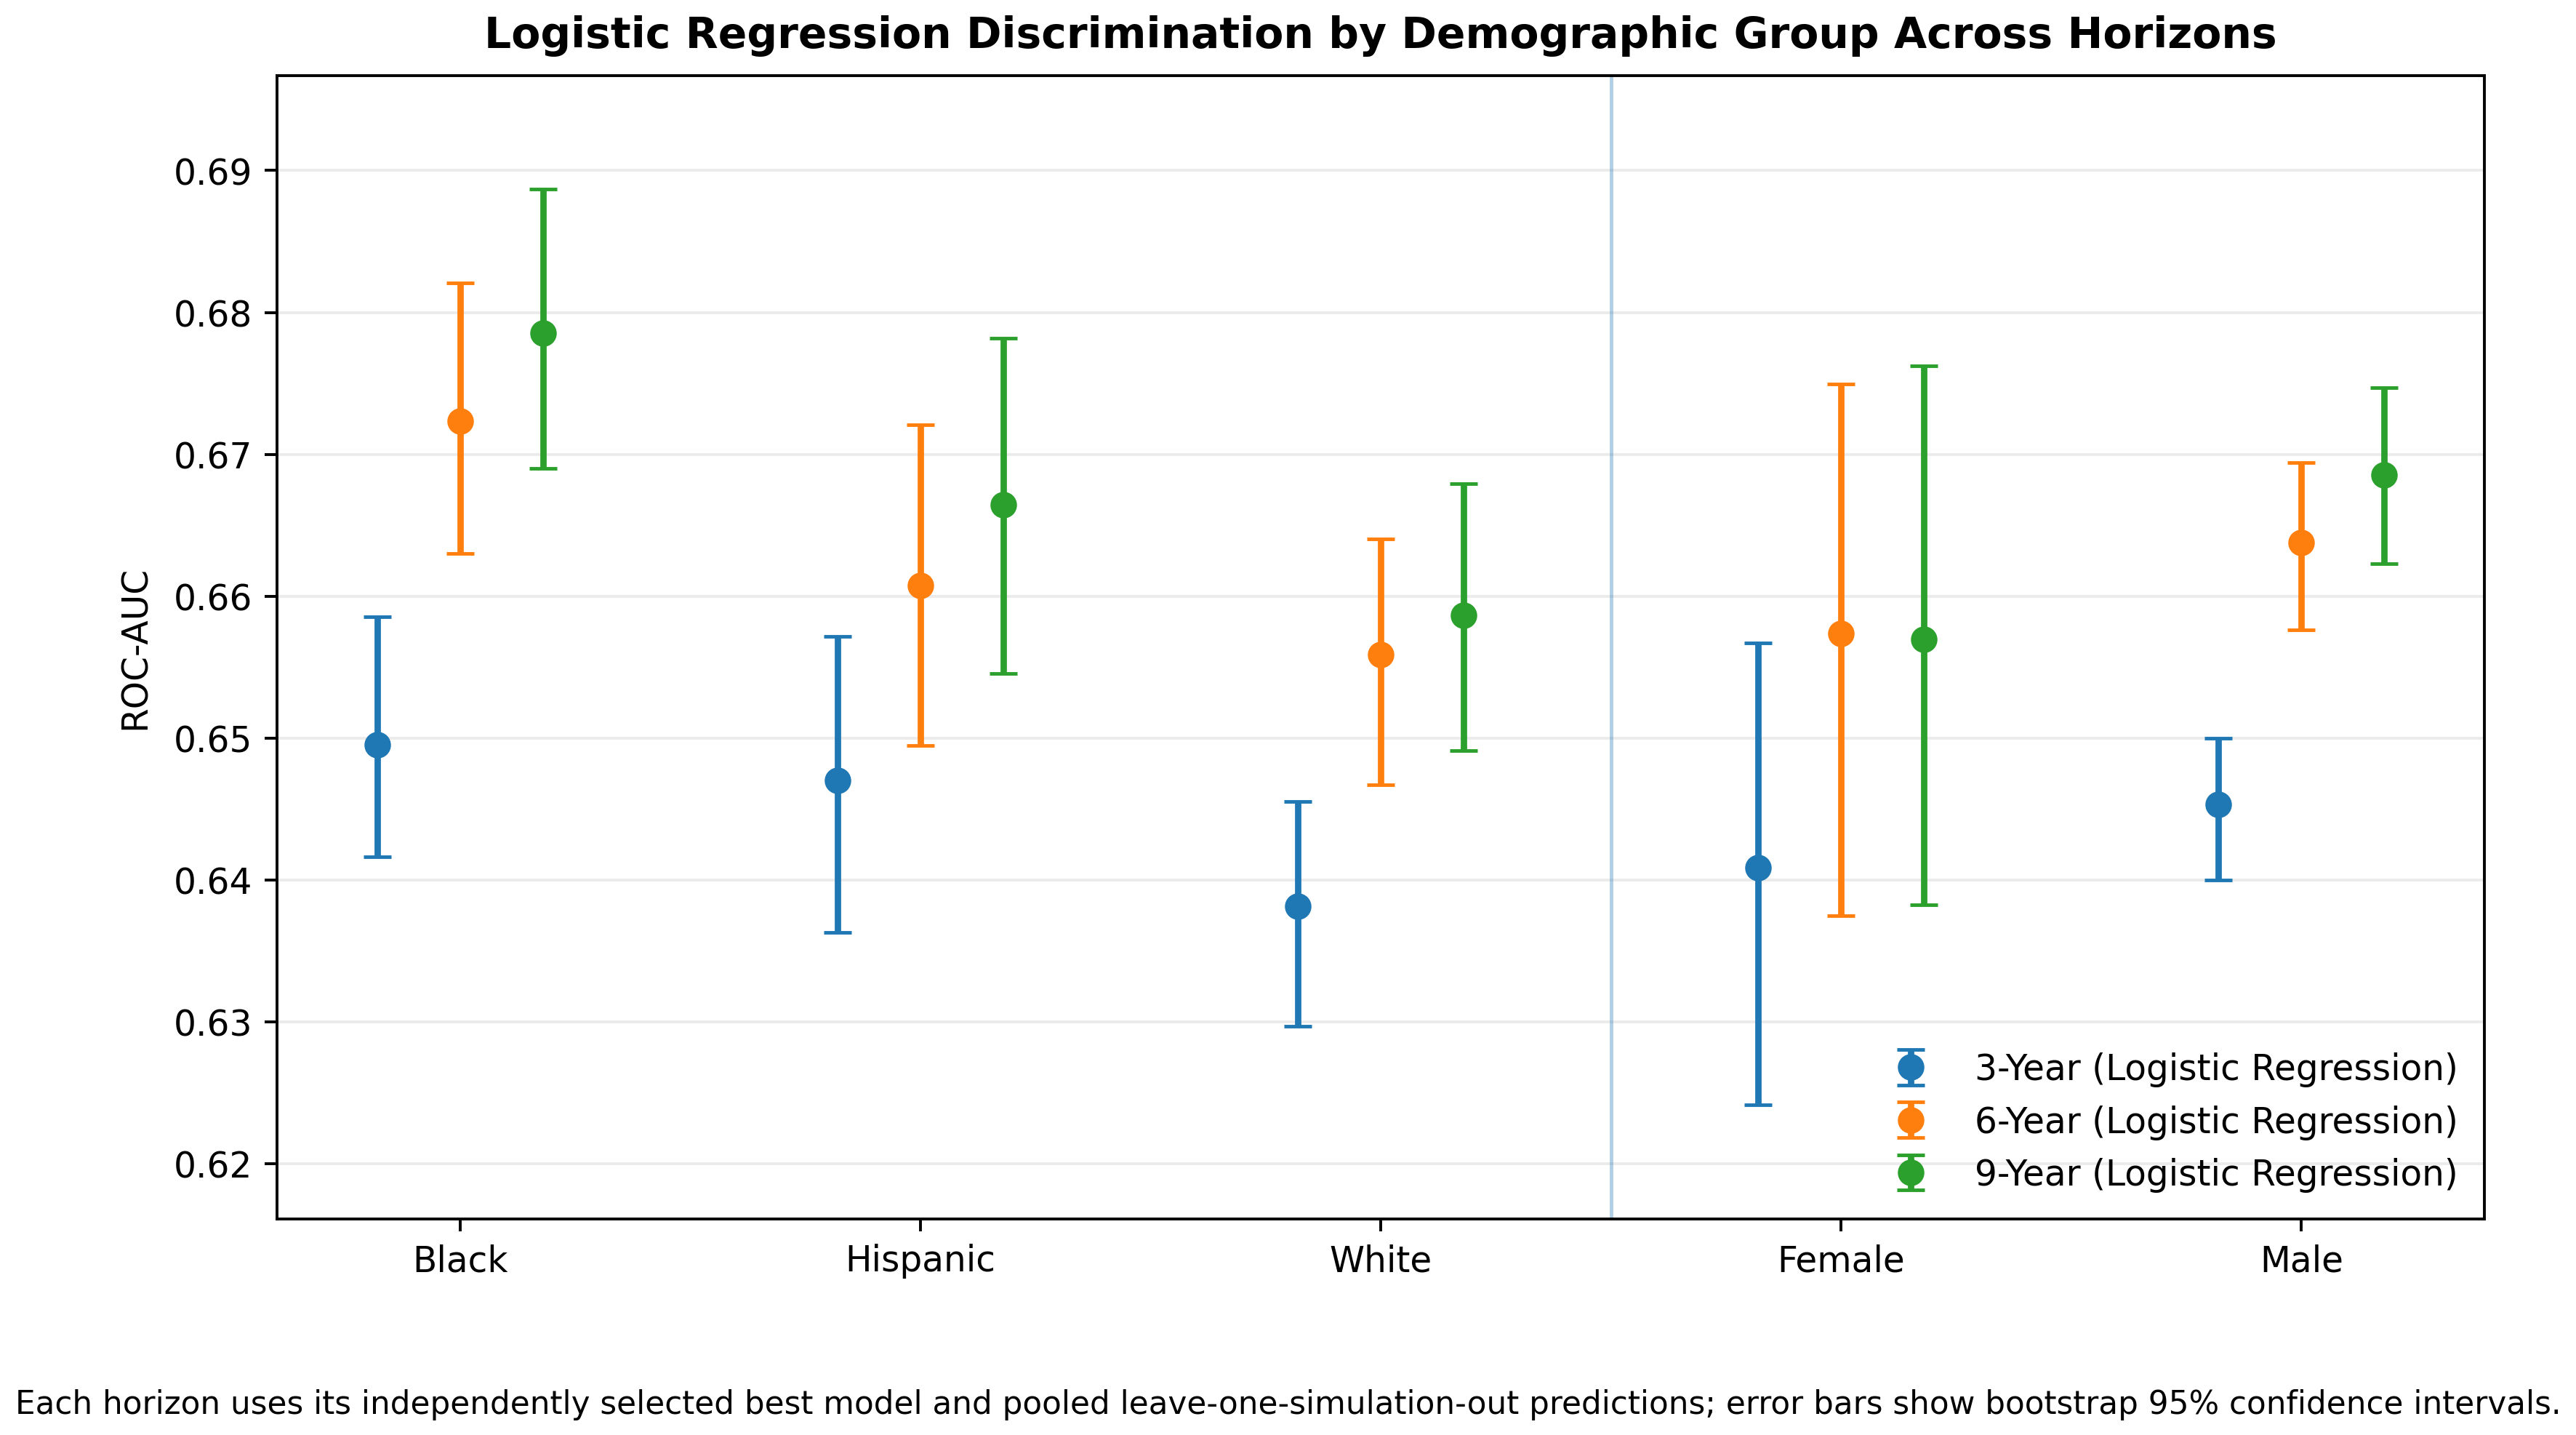 Logistic Regression Discrimination by Demographic Group Across Horizons
ROC-AUC
0.69
0.68
0.67
0.66
0.65
0.64
0.63
0.62
3-Year (Logistic Regression)
6-Year (Logistic Regression)
9-Year (Logistic Regression)
Black Hispanic White Female Male
Each horizon uses its independently selected best model and pooled leave-one-simulation-out predictions; error bars show bootstrap 95% confidence intervals.